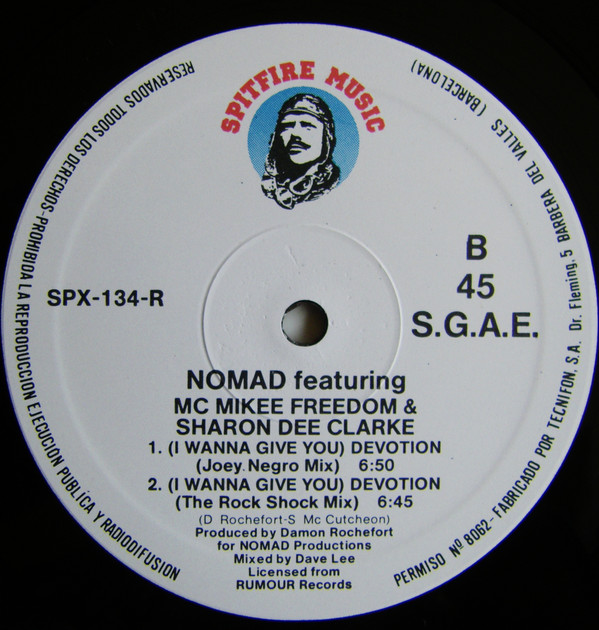 SPITFIRE MUSIC
RESERVADOS TODOS LOS DERECHOS-PROHIBIDA LA REPRODUCCION EJECUCION PUBLICA Y RADIODIFUSION
PERMISO Nº 8062-FABRICADO POR TECNIFON, S.A. Dr. Fleming, 5 BARBERA DEL VALLES (BARCELONA)
B
45
S.G.A.E.
SPX-134-R
NOMAD featuring
MC MIKEE FREEDOM &
SHARON DEE CLARKE
1. (I WANNA GIVE YOU) DEVOTION
(Joey Negro Mix) 6:50
2. (I WANNA GIVE YOU) DEVOTION
(The Rock Shock Mix) 6:45
(D Rochefort-S Mc Cutcheon)
Produced by Damon Rochefort
for NOMAD Productions
Mixed by Dave Lee
Licensed from
RUMOUR Records